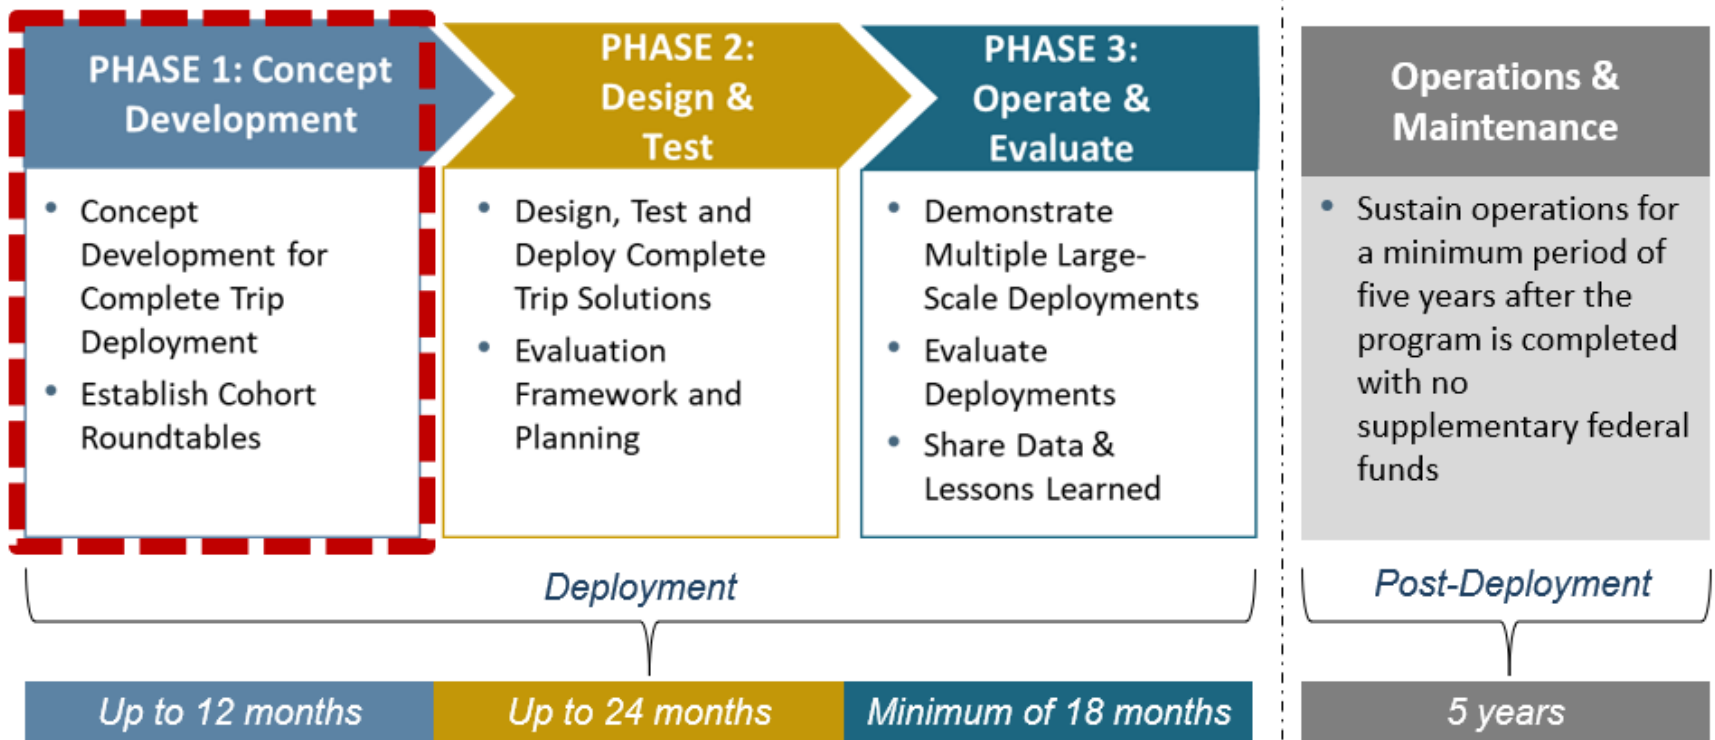 PHASE 1: Concept
Development
• Concept
Development for
Complete Trip
Deployment
• Establish Cohort
Roundtables
PHASE 2:
Design &
Test
• Design, Test and
Deploy Complete
Trip Solutions
• Evaluation
Framework and
Planning
PHASE 3:
Operate &
Evaluate
• Demonstrate
Multiple Large-
Scale Deployments
• Evaluate
Deployments
• Share Data &
Lessons Learned
Operations &
Maintenance
• Sustain operations for
a minimum period of
five years after the
program is completed
with no
supplementary federal
funds
Deployment
Post-Deployment
Up to 12 months
Up to 24 months
Minimum of 18 months
5 years